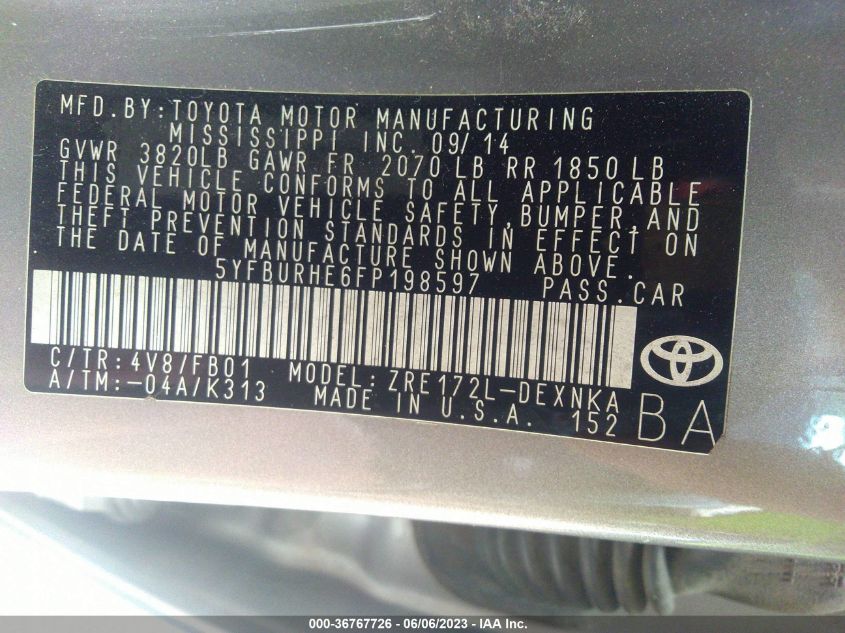 MFD.BY:TOYOTA MOTOR MANUFACTURING
MISSISSIPPI INC. 09/14
GVWR 3820LB GAWR FR 2070 LB RR 1850LB
THIS VEHICLE CONFORMS TO ALL APPLICABLE
FEDERAL MOTOR VEHICLE SAFETY,BUMPER,AND
THEFT PREVENTION STANDARDS IN EFFECT ON
THE DATE OF MANUFACTURE SHOWN ABOVE.
5YFBURHE6FP198597 PASS.CAR
C/TR:4V8/FB01 MODEL:ZRE172L-DEXNKA
A/TM:-04A/K313 MADE IN U.S.A. 152
BA
000-36767726 - 06/06/2023 - IAA Inc.